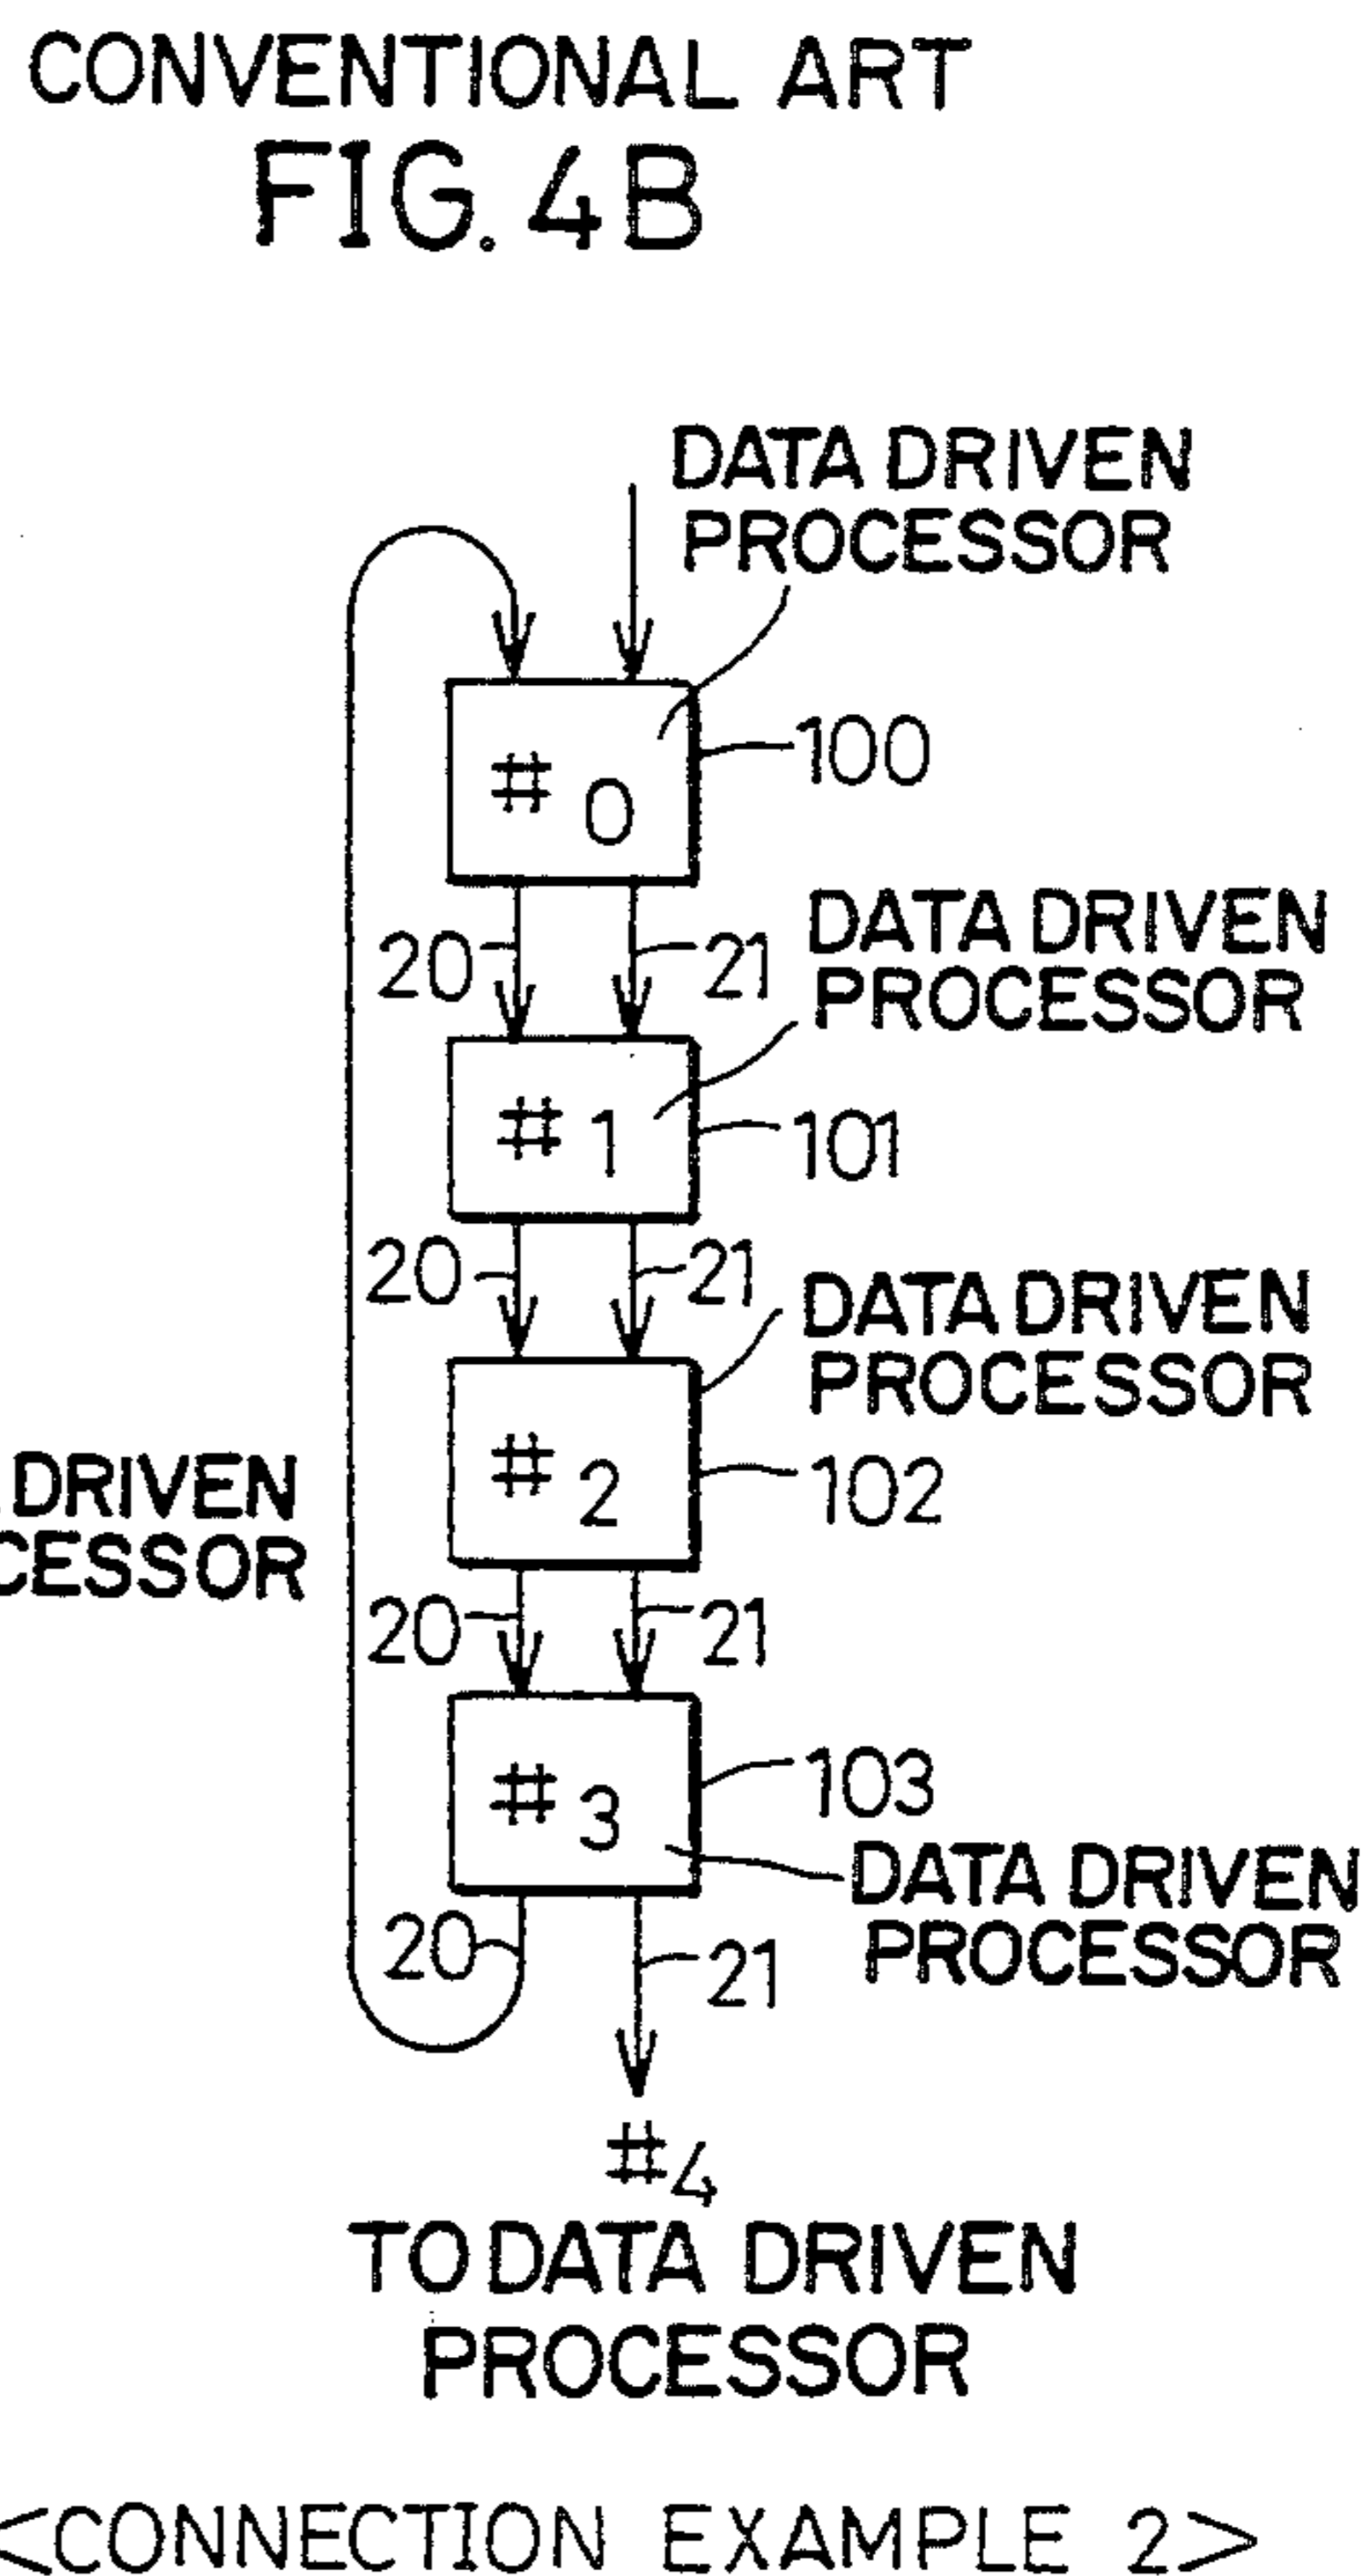 CONVENTIONAL ART
FIG. 4B
DATA DRIVEN
PROCESSOR
# 0
100
20
21
DATA DRIVEN
PROCESSOR
# 1
101
20
21
DATA DRIVEN
PROCESSOR
# 2
102
DRIVEN
CESSOR
20
21
# 3
103
DATA DRIVEN
PROCESSOR
20
21
#4
TO DATA DRIVEN
PROCESSOR
<CONNECTION EXAMPLE 2>